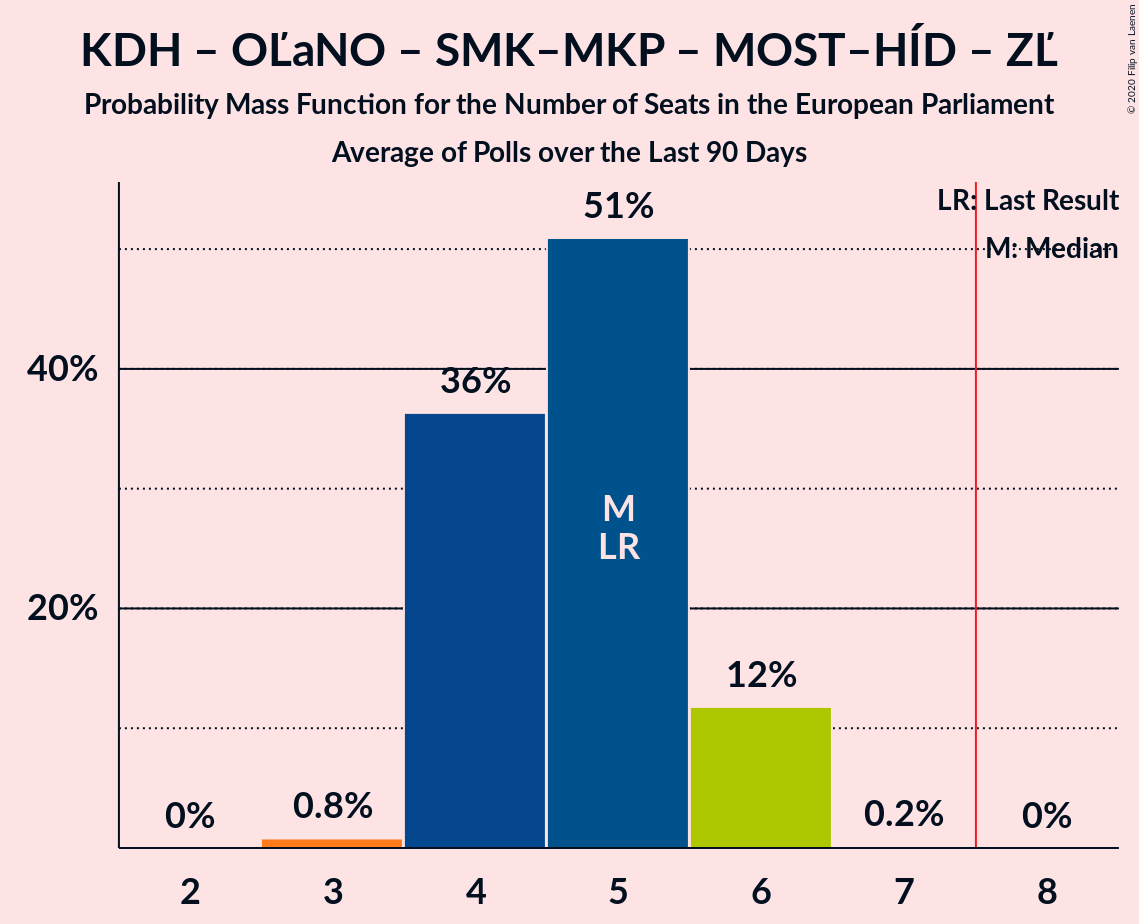 KDH – OĽaNO – SMK–MKP – MOST–HÍD – ZĽ
Probability Mass Function for the Number of Seats in the European Parliament
Average of Polls over the Last 90 Days
© 2020 Filip van Laenen
LR: Last Result
M: Median
51%
40%
36%
M
LR
20%
12%
0%
0.8%
0.2%
0%
2
3
4
5
6
7
8